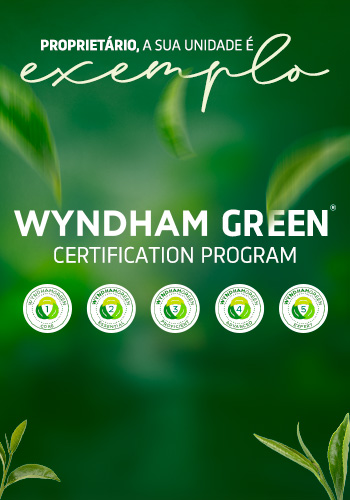 PROPRIETÁRIO, A SUA UNIDADE É
exemplo
WYNDHAM GREEN®
CERTIFICATION PROGRAM
WYNDHAM GREEN
1
CORE
WYNDHAM GREEN
2
ESSENTIAL
WYNDHAM GREEN
3
PROFICIENT
WYNDHAM GREEN
4
ADVANCED
WYNDHAM GREEN
5
EXPERT